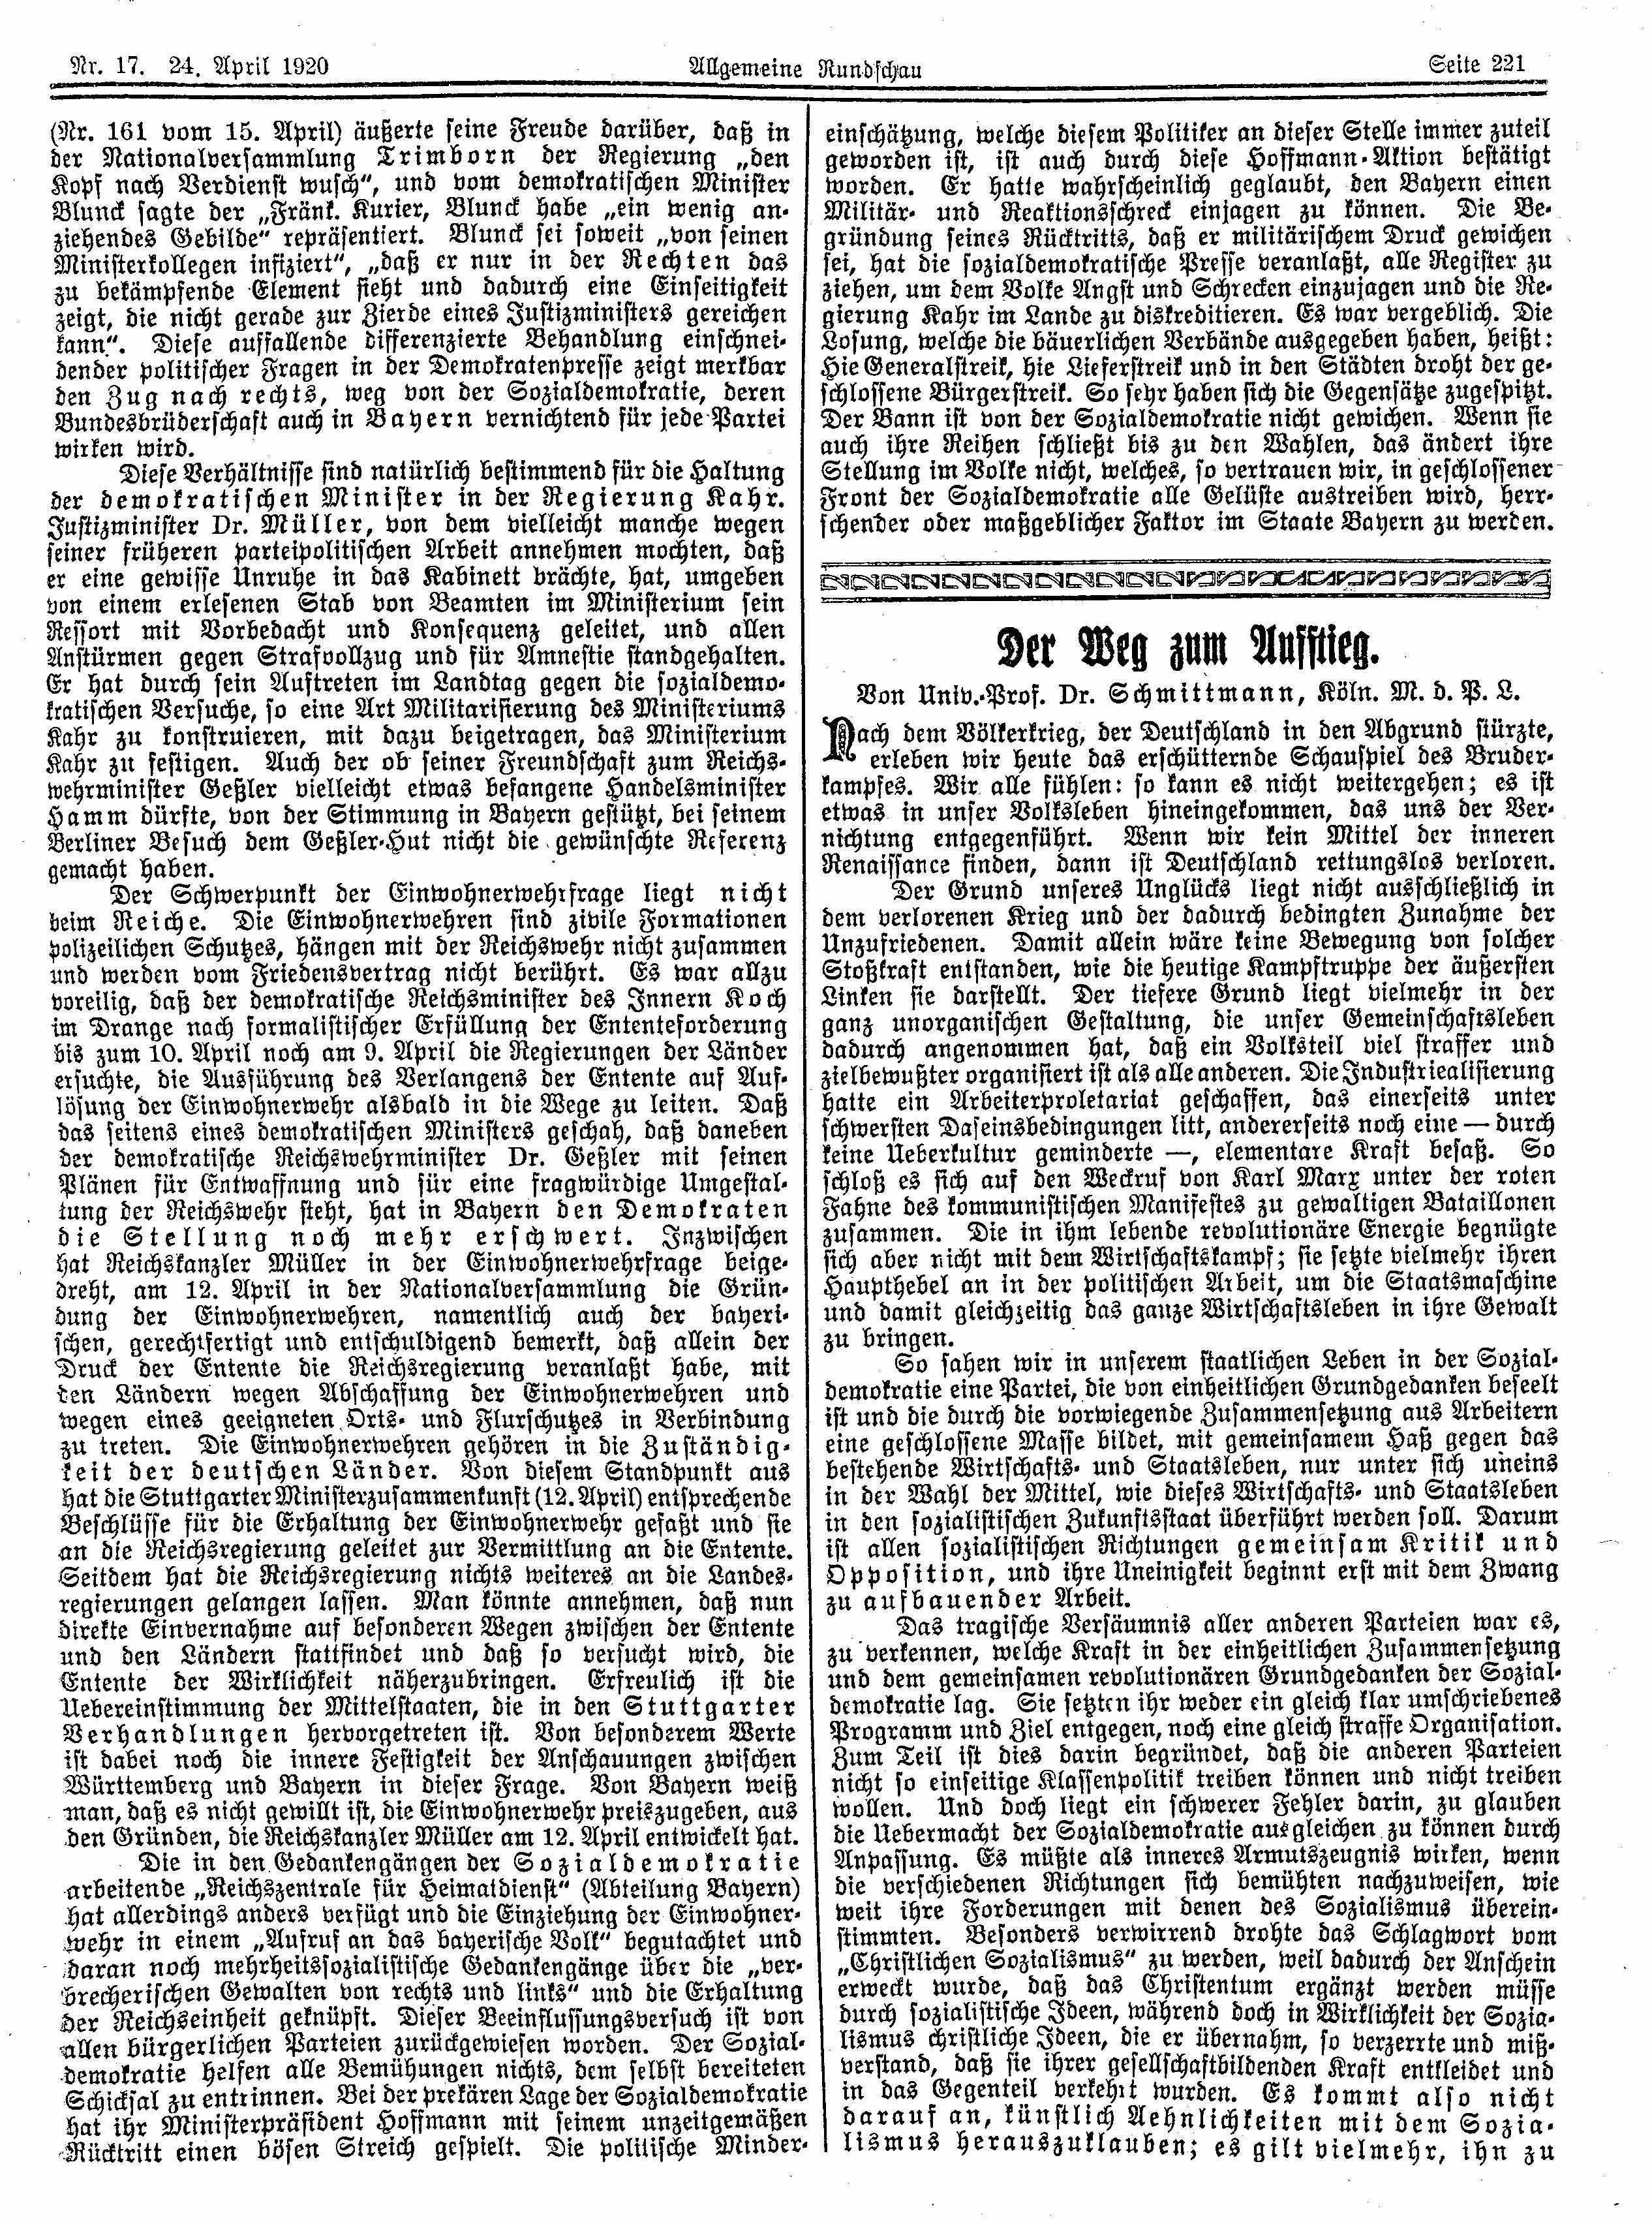 Nr. 17. 24. April 1920
Allgemeine Rundschau
Seite 221
(Nr. 161 vom 15. April) äußerte seine Freude darüber, daß in
der Nationalversammlung Trimborn der Regierung „den
Kopf nach Verdienst wusch“, und vom demokratischen Minister
Blunck sagte der „Fränk. Kurier, Blunck habe „ein wenig an-
ziehendes Gebilde“ repräsentiert. Blunck sei soweit „von seinen
Ministerkollegen infiziert“, „daß er nur in der Rechten das
zu bekämpfende Element sieht und dadurch eine Einseitigkeit
zeigt, die nicht gerade zur Zierde eines Justizministers gereichen
kann“. Diese auffallende differenzierte Behandlung einschnei-
dender politischer Fragen in der Demokratenpresse zeigt merkbar
den Zug nach rechts, weg von der Sozialdemokratie, deren
Bundesbrüderschaft auch in Bayern vernichtend für jede Partei
wirken wird.
Diese Verhältnisse sind natürlich bestimmend für die Haltung
der demokratischen Minister in der Regierung Kahr.
Justizminister Dr. Müller, von dem vielleicht manche wegen
seiner früheren parteipolitischen Arbeit annehmen mochten, daß
er eine gewisse Unruhe in das Kabinett brächte, hat, umgeben
von einem erlesenen Stab von Beamten im Ministerium sein
Ressort mit Vorbedacht und Konsequenz geleitet, und allen
Anstürmen gegen Strafvollzug und für Amnestie standgehalten.
Er hat durch sein Auftreten im Landtag gegen die sozialdemo-
kratischen Versuche, so eine Art Militarisierung des Ministeriums
Kahr zu konstruieren, mit dazu beigetragen, das Ministerium
Kahr zu festigen. Auch der ob seiner Freundschaft zum Reichs-
wehrminister Geßler vielleicht etwas befangene Handelsminister
Hamm dürfte, von der Stimmung in Bayern gestützt, bei seinem
Berliner Besuch dem Geßler-Hut nicht die gewünschte Referenz
gemacht haben.
Der Schwerpunkt der Einwohnerwehrfrage liegt nicht
beim Reiche. Die Einwohnerwehren sind zivile Formationen
polizeilichen Schutzes, hängen mit der Reichswehr nicht zusammen
und werden vom Friedensvertrag nicht berührt. Es war allzu
voreilig, daß der demokratische Reichsminister des Innern Koch
im Drange nach formalistischer Erfüllung der Ententeforderung
bis zum 10. April noch am 9. April die Regierungen der Länder
ersuchte, die Ausführung des Verlangens der Entente auf Auf-
lösung der Einwohnerwehr alsbald in die Wege zu leiten. Daß
das seitens eines demokratischen Ministers geschah, daß daneben
der demokratische Reichswehrminister Dr. Geßler mit seinen
Plänen für Entwaffnung und für eine fragwürdige Umgestal-
tung der Reichswehr steht, hat in Bayern den Demokraten
die Stellung noch mehr erschwert. Inzwischen
hat Reichskanzler Müller in der Einwohnerwehrfrage beige-
dreht, am 12. April in der Nationalversammlung die Grün-
dung der Einwohnerwehren, namentlich auch der bayeri-
schen, gerechtfertigt und entschuldigend bemerkt, daß allein der
Druck der Entente die Reichsregierung veranlaßt habe, mit
den Ländern wegen Abschaffung der Einwohnerwehren und
wegen eines geeigneten Orts- und Flurschutzes in Verbindung
zu treten. Die Einwohnerwehren gehören in die Zuständig-
keit der deutschen Länder. Von diesem Standpunkt aus
hat die Stuttgarter Ministerzusammenkunft (12. April) entsprechende
Beschlüsse für die Erhaltung der Einwohnerwehr gefaßt und sie
an die Reichsregierung geleitet zur Vermittlung an die Entente.
Seitdem hat die Reichsregierung nichts weiteres an die Landes-
regierungen gelangen lassen. Man könnte annehmen, daß nun
direkte Einvernahme auf besonderen Wegen zwischen der Entente
und den Ländern stattfindet und daß so versucht wird, die
Entente der Wirklichkeit näherzubringen. Erfreulich ist die
Uebereinstimmung der Mittelstaaten, die in den Stuttgarter
Verhandlungen hervorgetreten ist. Von besonderem Werte
ist dabei noch die innere Festigkeit der Anschauungen zwischen
Württemberg und Bayern in dieser Frage. Von Bayern weiß
man, daß es nicht gewillt ist, die Einwohnerwehr preiszugeben, aus
den Gründen, die Reichskanzler Müller am 12. April entwickelt hat.
Die in den Gedankengängen der Sozialdemokratie
arbeitende „Reichszentrale für Heimatdienst“ (Abteilung Bayern)
hat allerdings anders verfügt und die Einziehung der Einwohner-
wehr in einem „Aufruf an das bayerische Volk“ begutachtet und
daran noch mehrheitssozialistische Gedankengänge über die „ver-
brecherischen Gewalten von rechts und links“ und die Erhaltung
der Reichseinheit geknüpft. Dieser Beeinflussungsversuch ist von
allen bürgerlichen Parteien zurückgewiesen worden. Der Sozial-
demokratie helfen alle Bemühungen nichts, dem selbst bereiteten
Schicksal zu entrinnen. Bei der prekären Lage der Sozialdemokratie
hat ihr Ministerpräsident Hoffmann mit seinem unzeitgemäßen
Rücktritt einen bösen Streich gespielt. Die politische Minder-
einschätzung, welche diesem Politiker an dieser Stelle immer zuteil
geworden ist, ist auch durch diese Hoffmann-Aktion bestätigt
worden. Er hatte wahrscheinlich geglaubt, den Bayern einen
Militär- und Reaktionsschreck einjagen zu können. Die Be-
gründung seines Rücktritts, daß er militärischem Druck gewichen
sei, hat die sozialdemokratische Presse veranlaßt, alle Register zu
ziehen, um dem Volke Angst und Schrecken einzujagen und die Re-
gierung Kahr im Lande zu diskreditieren. Es war vergeblich. Die
Losung, welche die bäuerlichen Verbände ausgegeben haben, heißt:
Hie Generalstreik, hie Lieferstreik und in den Städten droht der ge-
schlossene Bürgerstreik. So sehr haben sich die Gegensätze zugespitzt.
Der Bann ist von der Sozialdemokratie nicht gewichen. Wenn sie
auch ihre Reihen schließt bis zu den Wahlen, das ändert ihre
Stellung im Volke nicht, welches, so vertrauen wir, in geschlossener
Front der Sozialdemokratie alle Gelüste austreiben wird, herr-
schender oder maßgeblicher Faktor im Staate Bayern zu werden.
Der Weg zum Aufstieg.
Von Univ.-Prof. Dr. Schmittmann, Köln. M. d. P. L.
Nach dem Völkerkrieg, der Deutschland in den Abgrund stürzte,
erleben wir heute das erschütternde Schauspiel des Bruder-
kampfes. Wir alle fühlen: so kann es nicht weitergehen; es ist
etwas in unser Volksleben hineingekommen, das uns der Ver-
nichtung entgegenführt. Wenn wir kein Mittel der inneren
Renaissance finden, dann ist Deutschland rettungslos verloren.
Der Grund unseres Unglücks liegt nicht ausschließlich in
dem verlorenen Krieg und der dadurch bedingten Zunahme der
Unzufriedenen. Damit allein wäre keine Bewegung von solcher
Stoßkraft entstanden, wie die heutige Kampftruppe der äußersten
Linken sie darstellt. Der tiefere Grund liegt vielmehr in der
ganz unorganischen Gestaltung, die unser Gemeinschaftsleben
dadurch angenommen hat, daß ein Volksteil viel straffer und
zielbewußter organisiert ist als alle anderen. Die Industriealisierung
hatte ein Arbeiterproletariat geschaffen, das einerseits unter
schwersten Daseinsbedingungen litt, andererseits noch eine — durch
keine Ueberkultur geminderte —, elementare Kraft besaß. So
schloß es sich auf den Weckruf von Karl Marx unter der roten
Fahne des kommunistischen Manifestes zu gewaltigen Bataillonen
zusammen. Die in ihm lebende revolutionäre Energie begnügte
sich aber nicht mit dem Wirtschaftskampf; sie setzte vielmehr ihren
Haupthebel an in der politischen Arbeit, um die Staatsmaschine
und damit gleichzeitig das ganze Wirtschaftsleben in ihre Gewalt
zu bringen.
So sahen wir in unserem staatlichen Leben in der Sozial-
demokratie eine Partei, die von einheitlichen Grundgedanken beseelt
ist und die durch die vorwiegende Zusammensetzung aus Arbeitern
eine geschlossene Masse bildet, mit gemeinsamem Haß gegen das
bestehende Wirtschafts- und Staatsleben, nur unter sich uneins
in der Wahl der Mittel, wie dieses Wirtschafts- und Staatsleben
in den sozialistischen Zukunftsstaat überführt werden soll. Darum
ist allen sozialistischen Richtungen gemeinsam Kritik und
Opposition, und ihre Uneinigkeit beginnt erst mit dem Zwang
zu aufbauender Arbeit.
Das tragische Versäumnis aller anderen Parteien war es,
zu verkennen, welche Kraft in der einheitlichen Zusammensetzung
und dem gemeinsamen revolutionären Grundgedanken der Sozial-
demokratie lag. Sie setzten ihr weder ein gleich klar umschriebenes
Programm und Ziel entgegen, noch eine gleich straffe Organisation.
Zum Teil ist dies darin begründet, daß die anderen Parteien
nicht so einseitige Klassenpolitik treiben können und nicht treiben
wollen. Und doch liegt ein schwerer Fehler darin, zu glauben
die Uebermacht der Sozialdemokratie ausgleichen zu können durch
Anpassung. Es müßte als inneres Armutszeugnis wirken, wenn
die verschiedenen Richtungen sich bemühten nachzuweisen, wie
weit ihre Forderungen mit denen des Sozialismus überein-
stimmten. Besonders verwirrend drohte das Schlagwort vom
„Christlichen Sozialismus“ zu werden, weil dadurch der Anschein
erweckt wurde, daß das Christentum ergänzt werden müsse
durch sozialistische Ideen, während doch in Wirklichkeit der Sozia-
lismus christliche Ideen, die er übernahm, so verzerrte und miß-
verstand, daß sie ihrer gesellschaftbildenden Kraft entkleidet und
in das Gegenteil verkehrt wurden. Es kommt also nicht
darauf an, künstlich Aehnlichkeiten mit dem Sozia-
lismus herauszuklauben; es gilt vielmehr, ihn zu